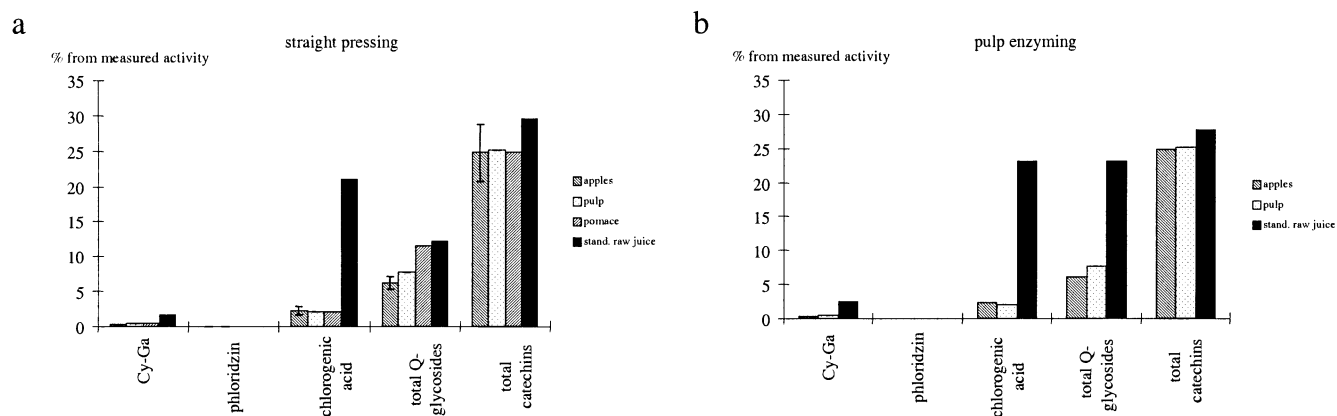 a
straight pressing
% from measured activity
35
30
25
20
15
10
5
0
Cy-Ga
phloridzin
chlorogenic
acid
total Q-
glycosides
total
catechins
apples
pulp
pomace
stand. raw juice
b
pulp enzyming
% from measured activity
35
30
25
20
15
10
5
0
Cy-Ga
phloridzin
chlorogenic
acid
total Q-
glycosides
total
catechins
apples
pulp
stand. raw juice